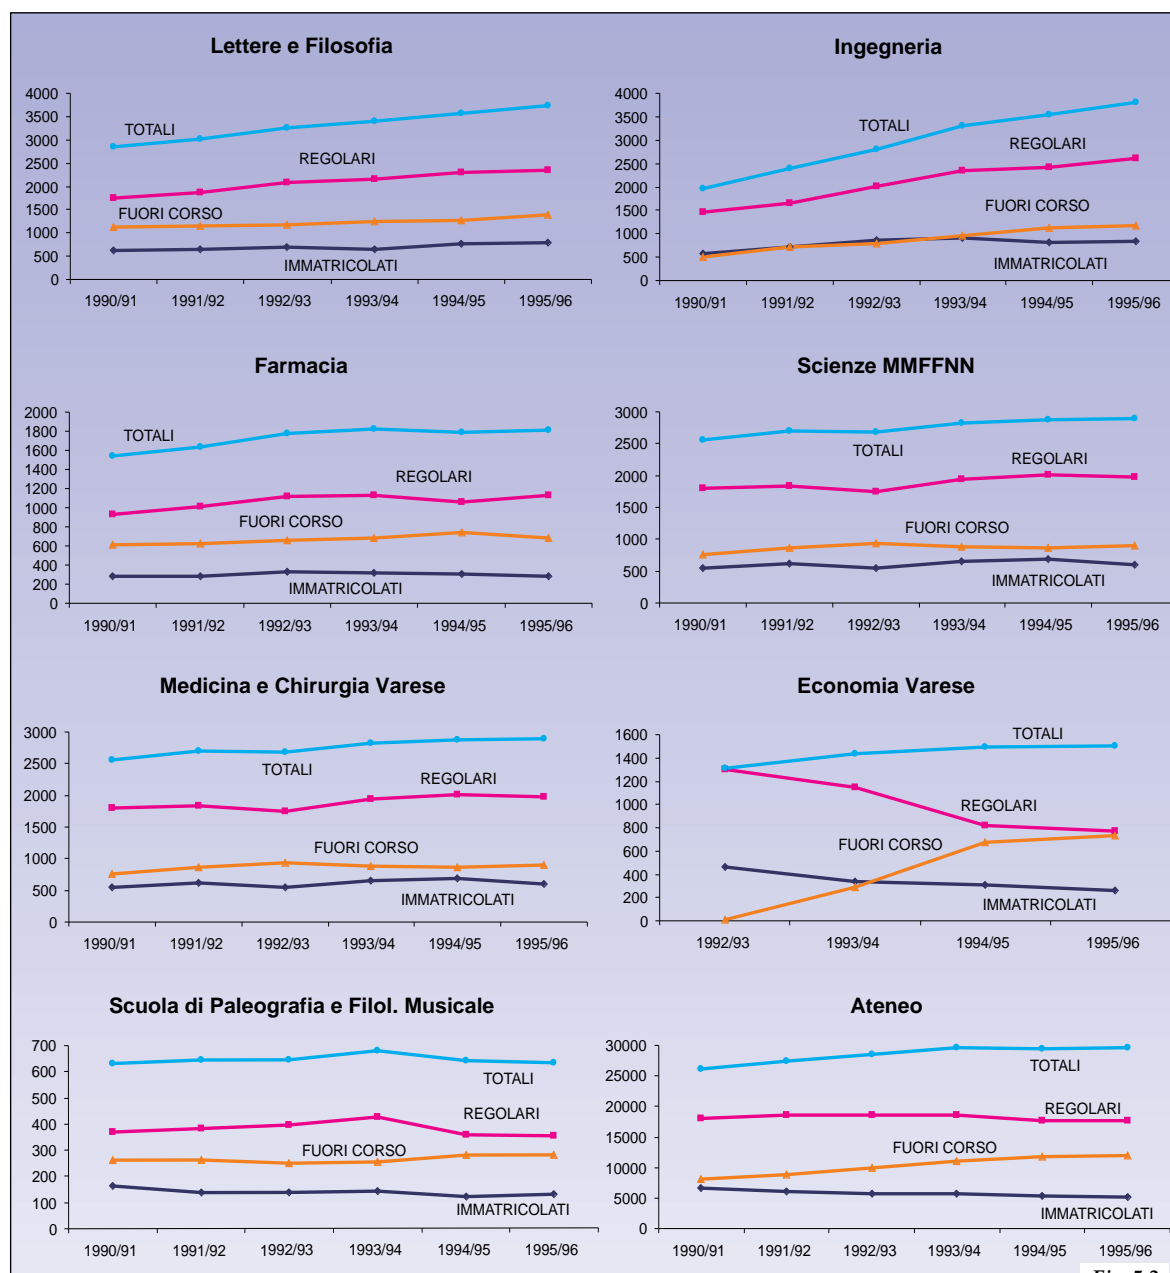 Lettere e Filosofia
4000
3500
3000
2500
2000
1500
1000
500
0
TOTALI
REGOLARI
FUORI CORSO
IMMATRICOLATI
1990/91 1991/92 1992/93 1993/94 1994/95 1995/96
Ingegneria
4000
3500
3000
2500
2000
1500
1000
500
0
TOTALI
REGOLARI
FUORI CORSO
IMMATRICOLATI
1990/91 1991/92 1992/93 1993/94 1994/95 1995/96
Farmacia
2000
1800
1600
1400
1200
1000
800
600
400
200
0
TOTALI
REGOLARI
FUORI CORSO
IMMATRICOLATI
1990/91 1991/92 1992/93 1993/94 1994/95 1995/96
Scienze MMFFNN
3000
2500
2000
1500
1000
500
0
TOTALI
REGOLARI
FUORI CORSO
IMMATRICOLATI
1990/91 1991/92 1992/93 1993/94 1994/95 1995/96
Medicina e Chirurgia Varese
3000
2500
2000
1500
1000
500
0
TOTALI
REGOLARI
FUORI CORSO
IMMATRICOLATI
1990/91 1991/92 1992/93 1993/94 1994/95 1995/96
Economia Varese
1600
1400
1200
1000
800
600
400
200
0
TOTALI
REGOLARI
FUORI CORSO
IMMATRICOLATI
1992/93 1993/94 1994/95 1995/96
Scuola di Paleografia e Filol. Musicale
700
600
500
400
300
200
100
0
TOTALI
REGOLARI
FUORI CORSO
IMMATRICOLATI
1990/91 1991/92 1992/93 1993/94 1994/95 1995/96
Ateneo
30000
25000
20000
15000
10000
5000
0
TOTALI
REGOLARI
FUORI CORSO
IMMATRICOLATI
1990/91 1991/92 1992/93 1993/94 1994/95 1995/96